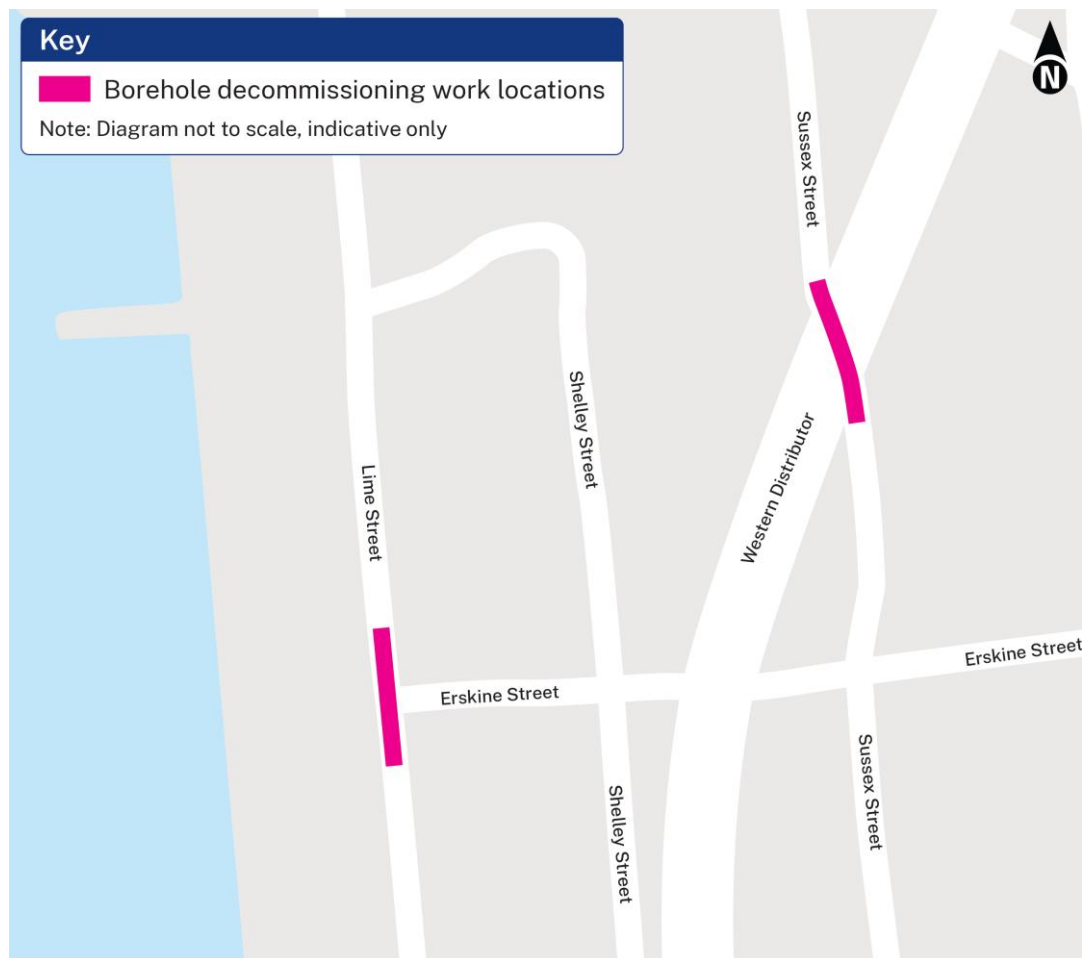 Key
Borehole decommissioning work locations
Note: Diagram not to scale, indicative only
N
Sussex Street
Shelley Street
Western Distributor
Lime Street
Erskine Street
Erskine Street
Sussex Street
Shelley Street